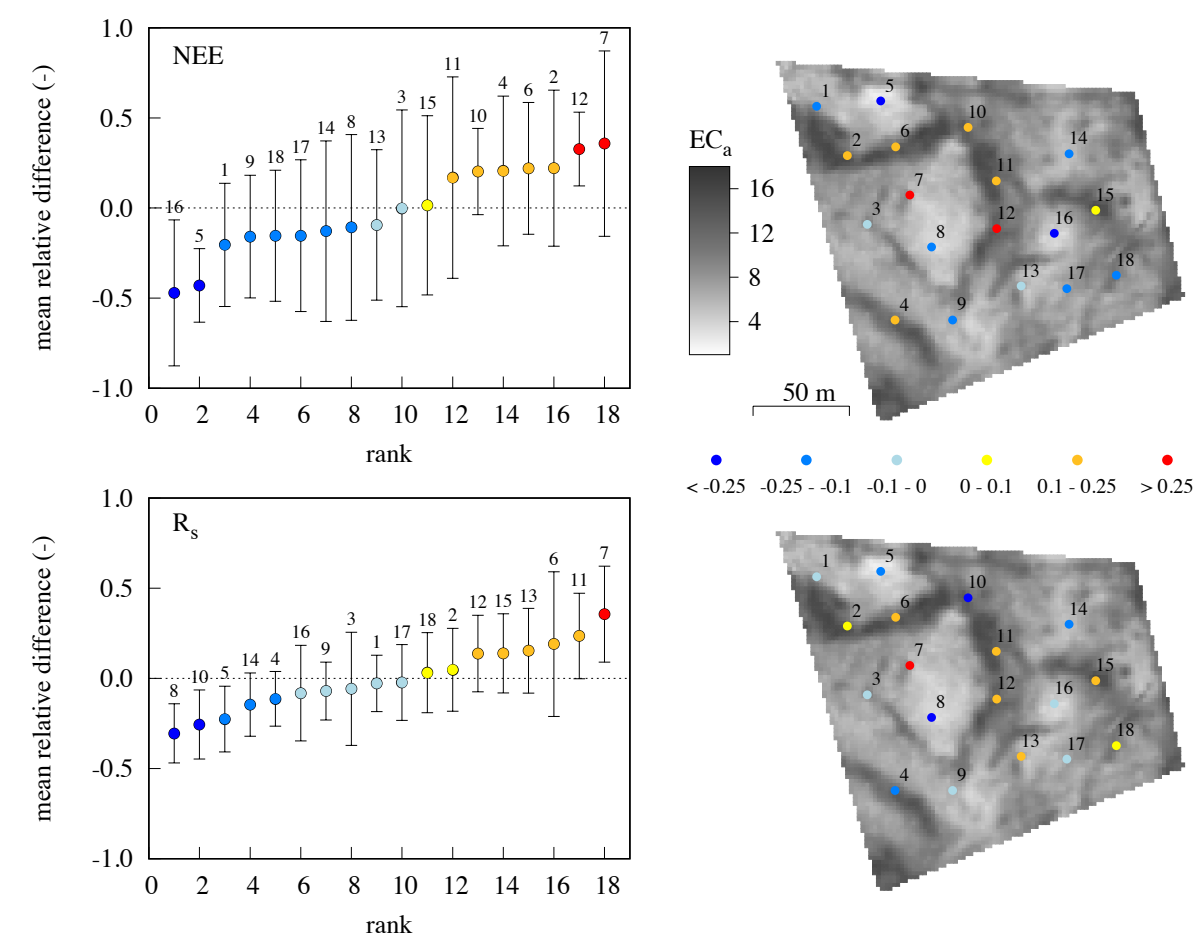 1.0
NEE
0.5
0.0
-0.5
-1.0
mean relative difference (-)
16 5 1 9 18 17 14 8 13 3 15 11 10 4 6 2 12 7
0 2 4 6 8 10 12 14 16 18
rank
ECa
16
12
8
4
50 m
1 5 10
2 6 14
7 11
3 12 16 15
8 13 17 18
4 9
< -0.25 -0.25 - -0.1 -0.1 - 0 0 - 0.1 0.1 - 0.25 > 0.25
1.0
Rs
0.5
0.0
-0.5
-1.0
mean relative difference (-)
8 10 5 14 4 16 9 3 1 17 18 2 12 15 13 6 11 7
0 2 4 6 8 10 12 14 16 18
rank
1 5 10
2 6 14
7 11
3 12 16 15
8 13 17 18
4 9